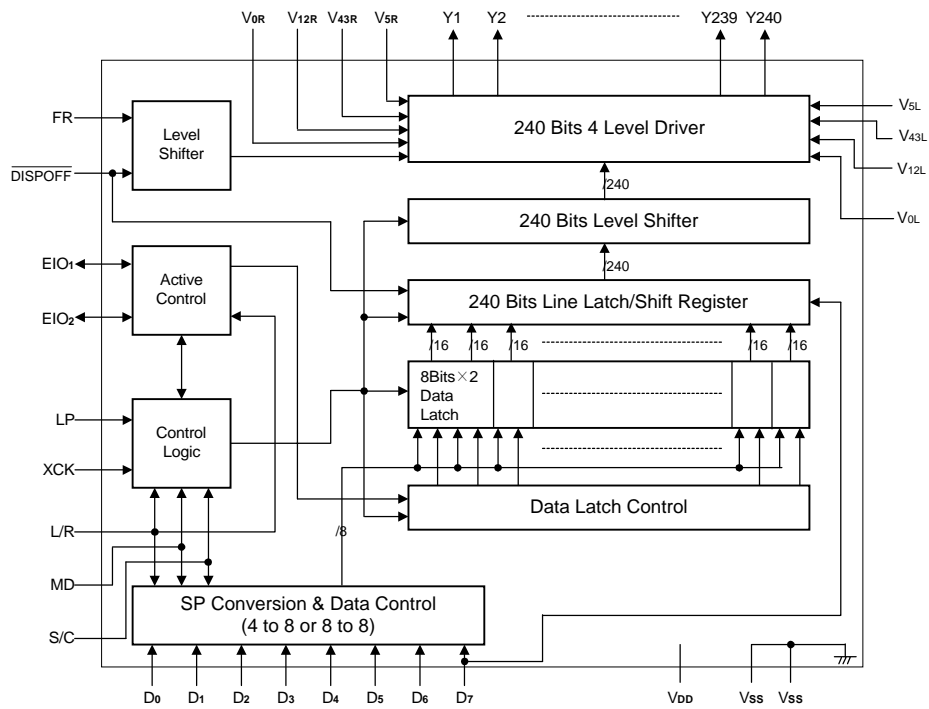 V0R V12R V43R V5R Y1 Y2 Y239 Y240
FR
Level
Shifter
240 Bits 4 Level Driver
V5L
V43L
V12L
V0L
DISPOFF
/240
240 Bits Level Shifter
/240
EIO1
EIO2
Active
Control
240 Bits Line Latch/Shift Register
/16 /16 /16 /16 /16
8Bits×2
Data
Latch
LP
XCK
Control
Logic
L/R
MD
S/C
/8
Data Latch Control
SP Conversion & Data Control
(4 to 8 or 8 to 8)
D0 D1 D2 D3 D4 D5 D6 D7 VDD VSS VSS